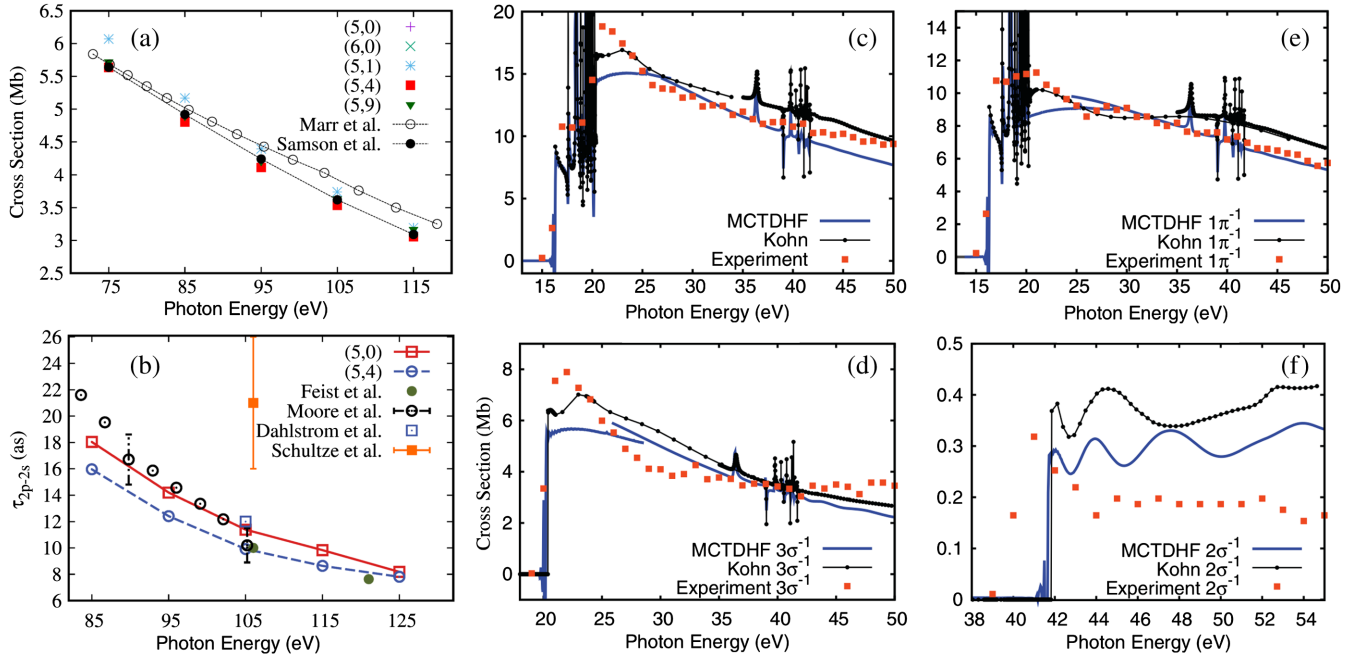 (a)
6.5
6
5.5
5
4.5
4
3.5
3
2.5
Cross Section (Mb)
(5,0)
(6,0)
(5,1)
(5,4)
(5,9)
Marr et al.
Samson et al.
75 85 95 105 115
Photon Energy (eV)
(b)
26
24
22
20
18
16
14
12
10
8
6
τ2p-2s (as)
(5,0)
(5,4)
Feist et al.
Moore et al.
Dahlstrom et al.
Schultze et al.
85 95 105 115 125
Photon Energy (eV)
(c)
20
15
10
5
0
MCTDHF
Kohn
Experiment
15 20 25 30 35 40 45 50
Photon Energy (eV)
(d)
8
6
4
2
0
Cross Section (Mb)
MCTDHF 3σ⁻¹
Kohn 3σ⁻¹
Experiment 3σ⁻¹
20 25 30 35 40 45 50
Photon Energy (eV)
(e)
14
12
10
8
6
4
2
0
MCTDHF 1π⁻¹
Kohn 1π⁻¹
Experiment 1π⁻¹
15 20 25 30 35 40 45 50
Photon Energy (eV)
(f)
0.5
0.4
0.3
0.2
0.1
0
MCTDHF 2σ⁻¹
Kohn 2σ⁻¹
Experiment 2σ⁻¹
38 40 42 44 46 48 50 52 54
Photon Energy (eV)